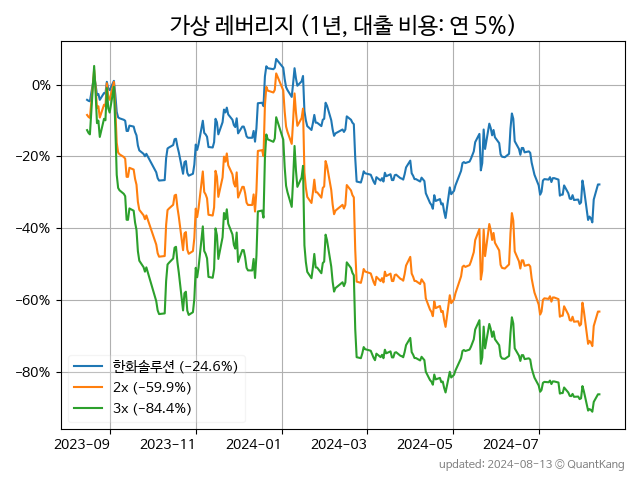 가상 레버리지 (1년, 대출 비용: 연 5%)
0%
−20%
−40%
−60%
−80%
한화솔루션 (−24.6%)
2x (−59.9%)
3x (−84.4%)
2023-09
2023-11
2024-01
2024-03
2024-05
2024-07
updated: 2024-08-13 © QuantKang